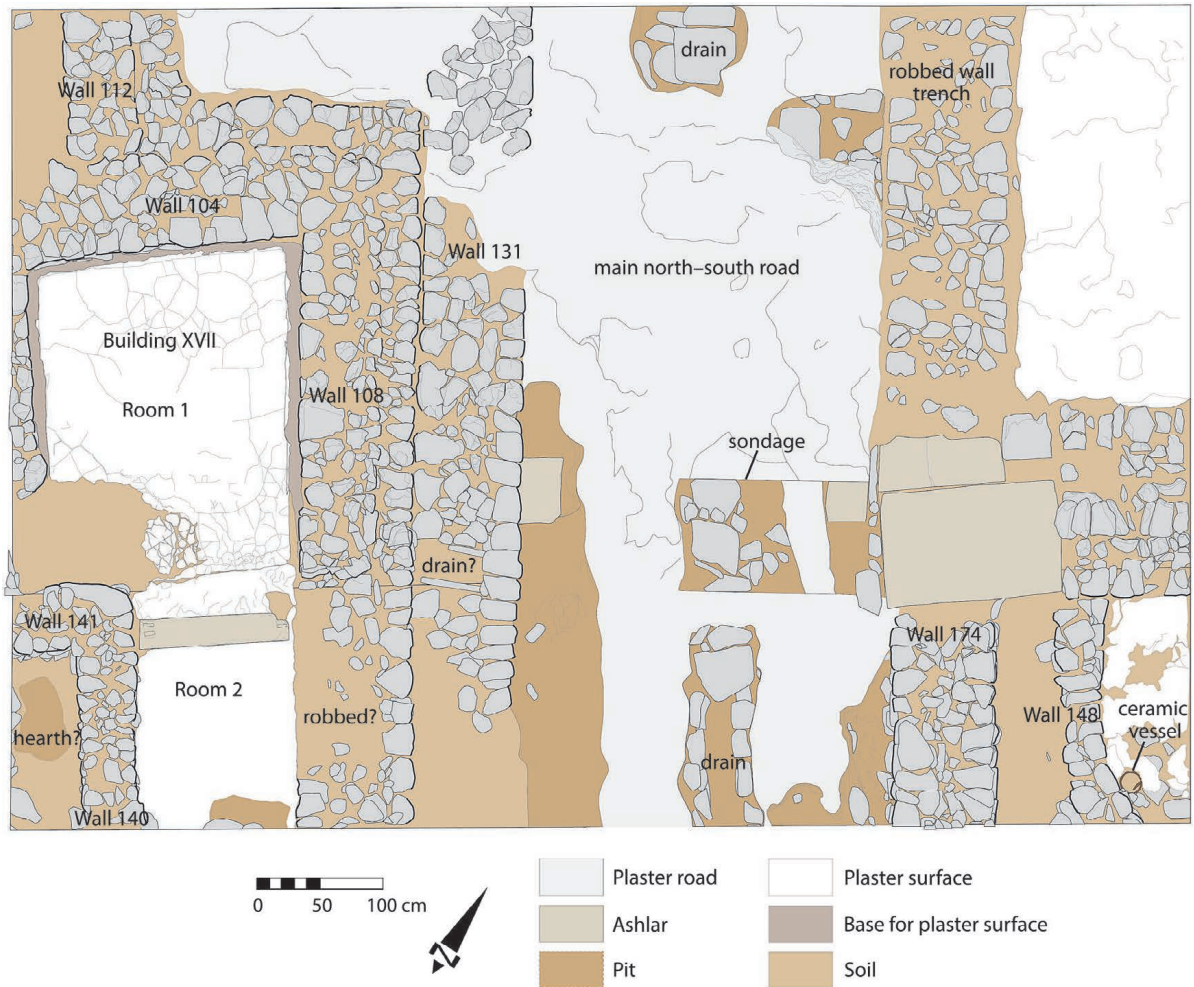 drain
robbed wall
trench
Wall 112
Wall 104
Wall 131
main north–south road
Building XVII
Room 1
Wall 108
sondage
drain?
Wall 141
Wall 174
Room 2
robbed?
Wall 148
ceramic
vessel
hearth?
drain
Wall 140
0 50 100 cm
N
Plaster road
Plaster surface
Ashlar
Base for plaster surface
Pit
Soil